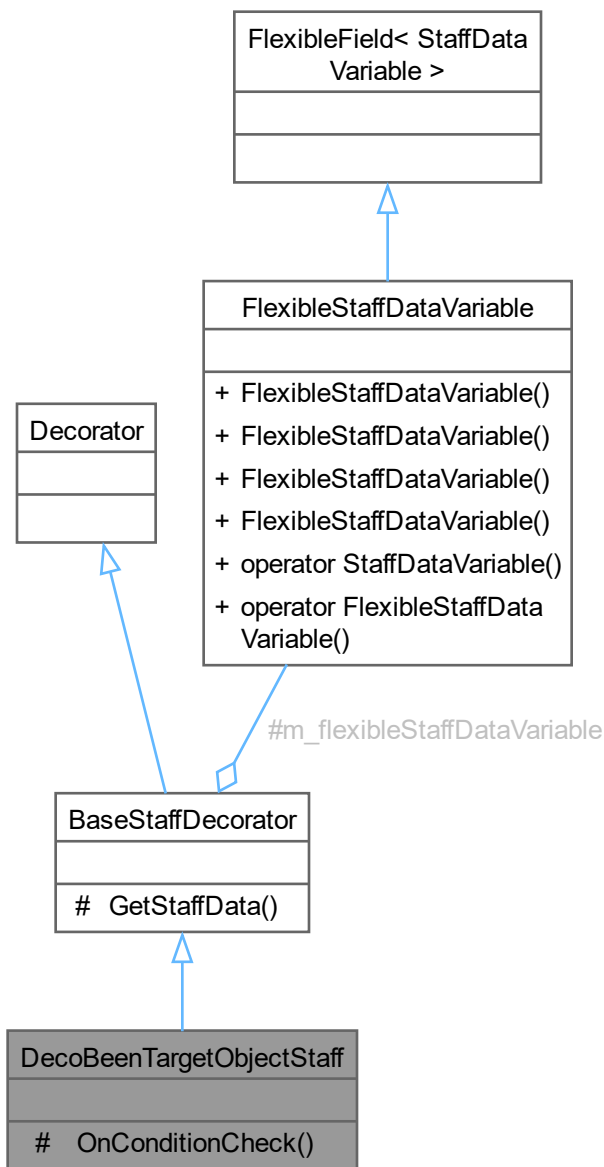 FlexibleField< StaffData
Variable >
FlexibleStaffDataVariable
+ FlexibleStaffDataVariable()
+ FlexibleStaffDataVariable()
+ FlexibleStaffDataVariable()
+ FlexibleStaffDataVariable()
+ operator StaffDataVariable()
+ operator FlexibleStaffData
Variable()
Decorator
#m_flexibleStaffDataVariable
BaseStaffDecorator
# GetStaffData()
DecoBeenTargetObjectStaff
# OnConditionCheck()